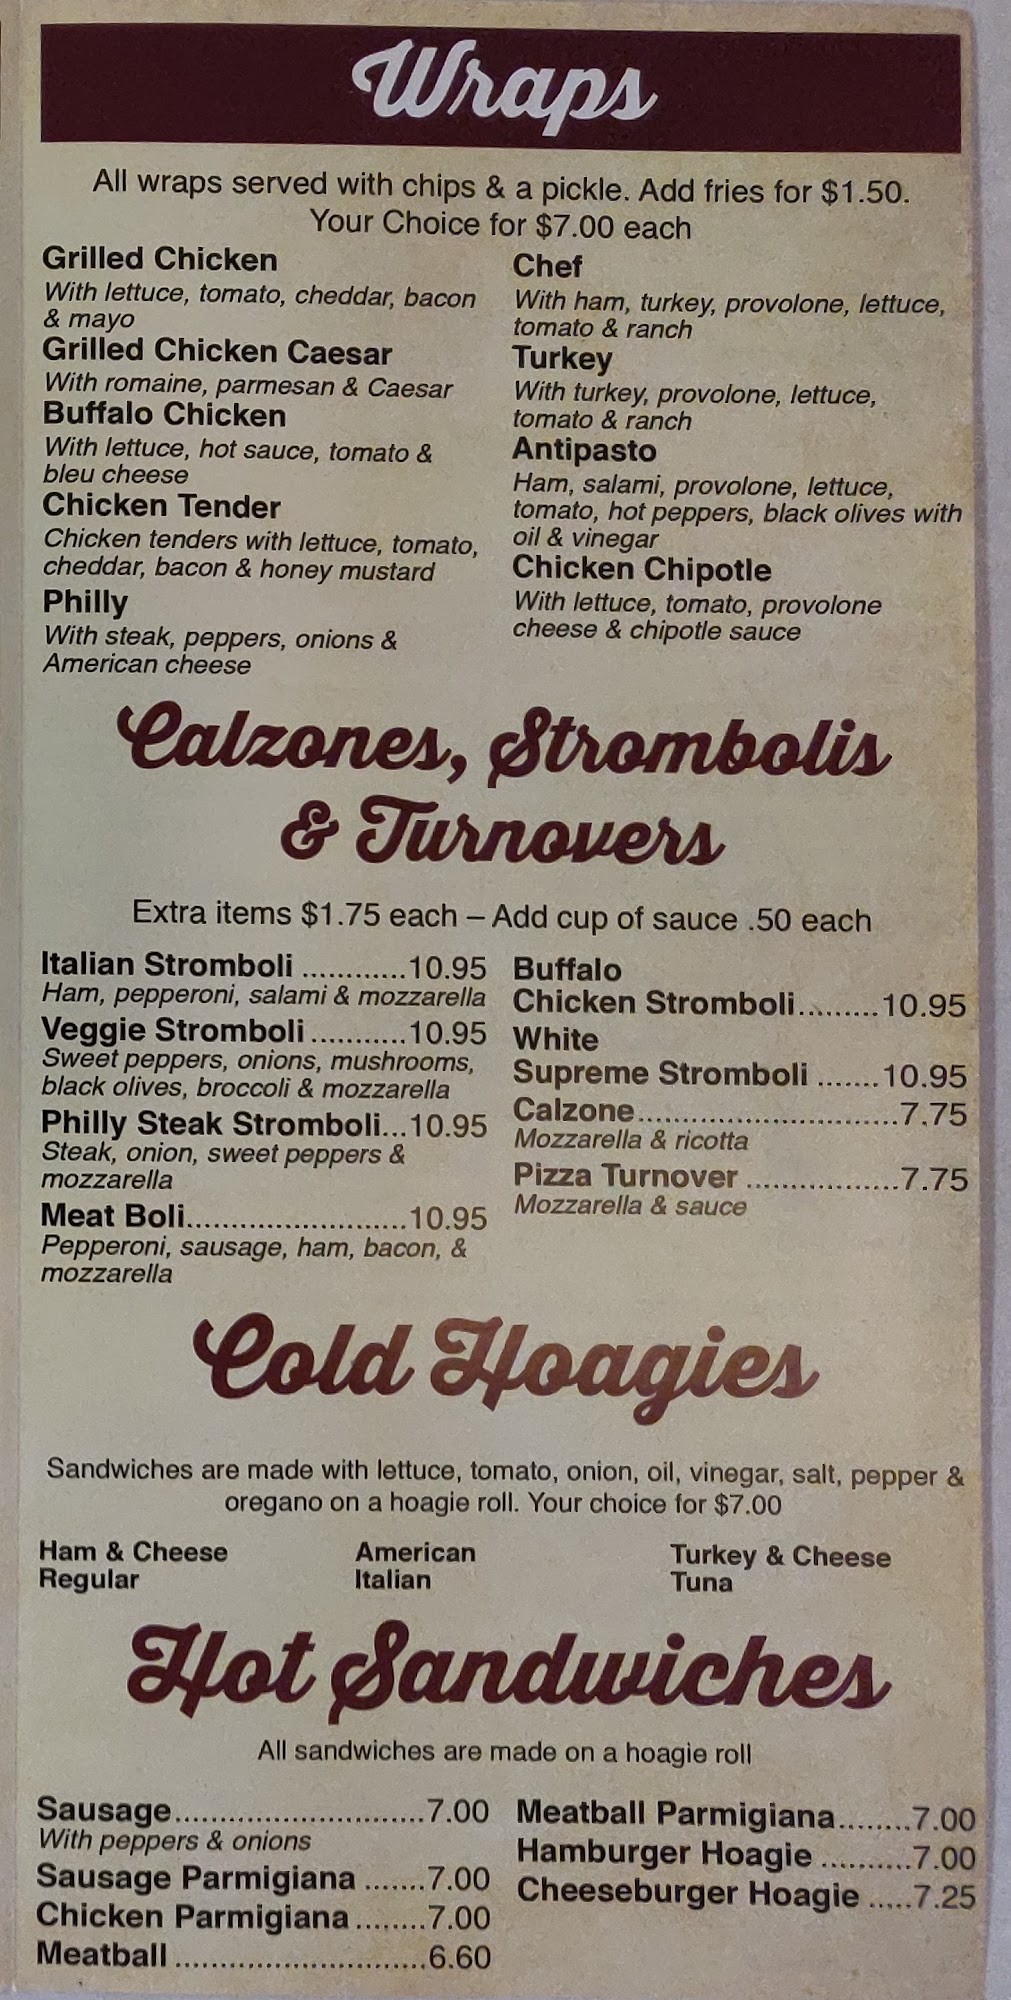 Wraps
All wraps served with chips & a pickle. Add fries for $1.50.
Your Choice for $7.00 each
Grilled Chicken
With lettuce, tomato, cheddar, bacon
& mayo
Grilled Chicken Caesar
With romaine, parmesan & Caesar
Buffalo Chicken
With lettuce, hot sauce, tomato &
bleu cheese
Chicken Tender
Chicken tenders with lettuce, tomato,
cheddar, bacon & honey mustard
Philly
With steak, peppers, onions &
American cheese
Chef
With ham, turkey, provolone, lettuce,
tomato & ranch
Turkey
With turkey, provolone, lettuce,
tomato & ranch
Antipasto
Ham, salami, provolone, lettuce,
tomato, hot peppers, black olives with
oil & vinegar
Chicken Chipotle
With lettuce, tomato, provolone
cheese & chipotle sauce
Calzones, Strombolis
& Turnovers
Extra items $1.75 each – Add cup of sauce .50 each
Italian Stromboli ............10.95
Ham, pepperoni, salami & mozzarella
Veggie Stromboli ...........10.95
Sweet peppers, onions, mushrooms,
black olives, broccoli & mozzarella
Philly Steak Stromboli...10.95
Steak, onion, sweet peppers &
mozzarella
Meat Boli.........................10.95
Pepperoni, sausage, ham, bacon, &
mozzarella
Buffalo
Chicken Stromboli.........10.95
White
Supreme Stromboli .......10.95
Calzone..............................7.75
Mozzarella & ricotta
Pizza Turnover ..................7.75
Mozzarella & sauce
Cold Hoagies
Sandwiches are made with lettuce, tomato, onion, oil, vinegar, salt, pepper &
oregano on a hoagie roll. Your choice for $7.00
Ham & Cheese American Turkey & Cheese
Regular Italian Tuna
Hot Sandwiches
All sandwiches are made on a hoagie roll
Sausage.............................7.00
With peppers & onions
Sausage Parmigiana .......7.00
Chicken Parmigiana ........7.00
Meatball .............................6.60
Meatball Parmigiana........7.00
Hamburger Hoagie ..........7.00
Cheeseburger Hoagie .....7.25